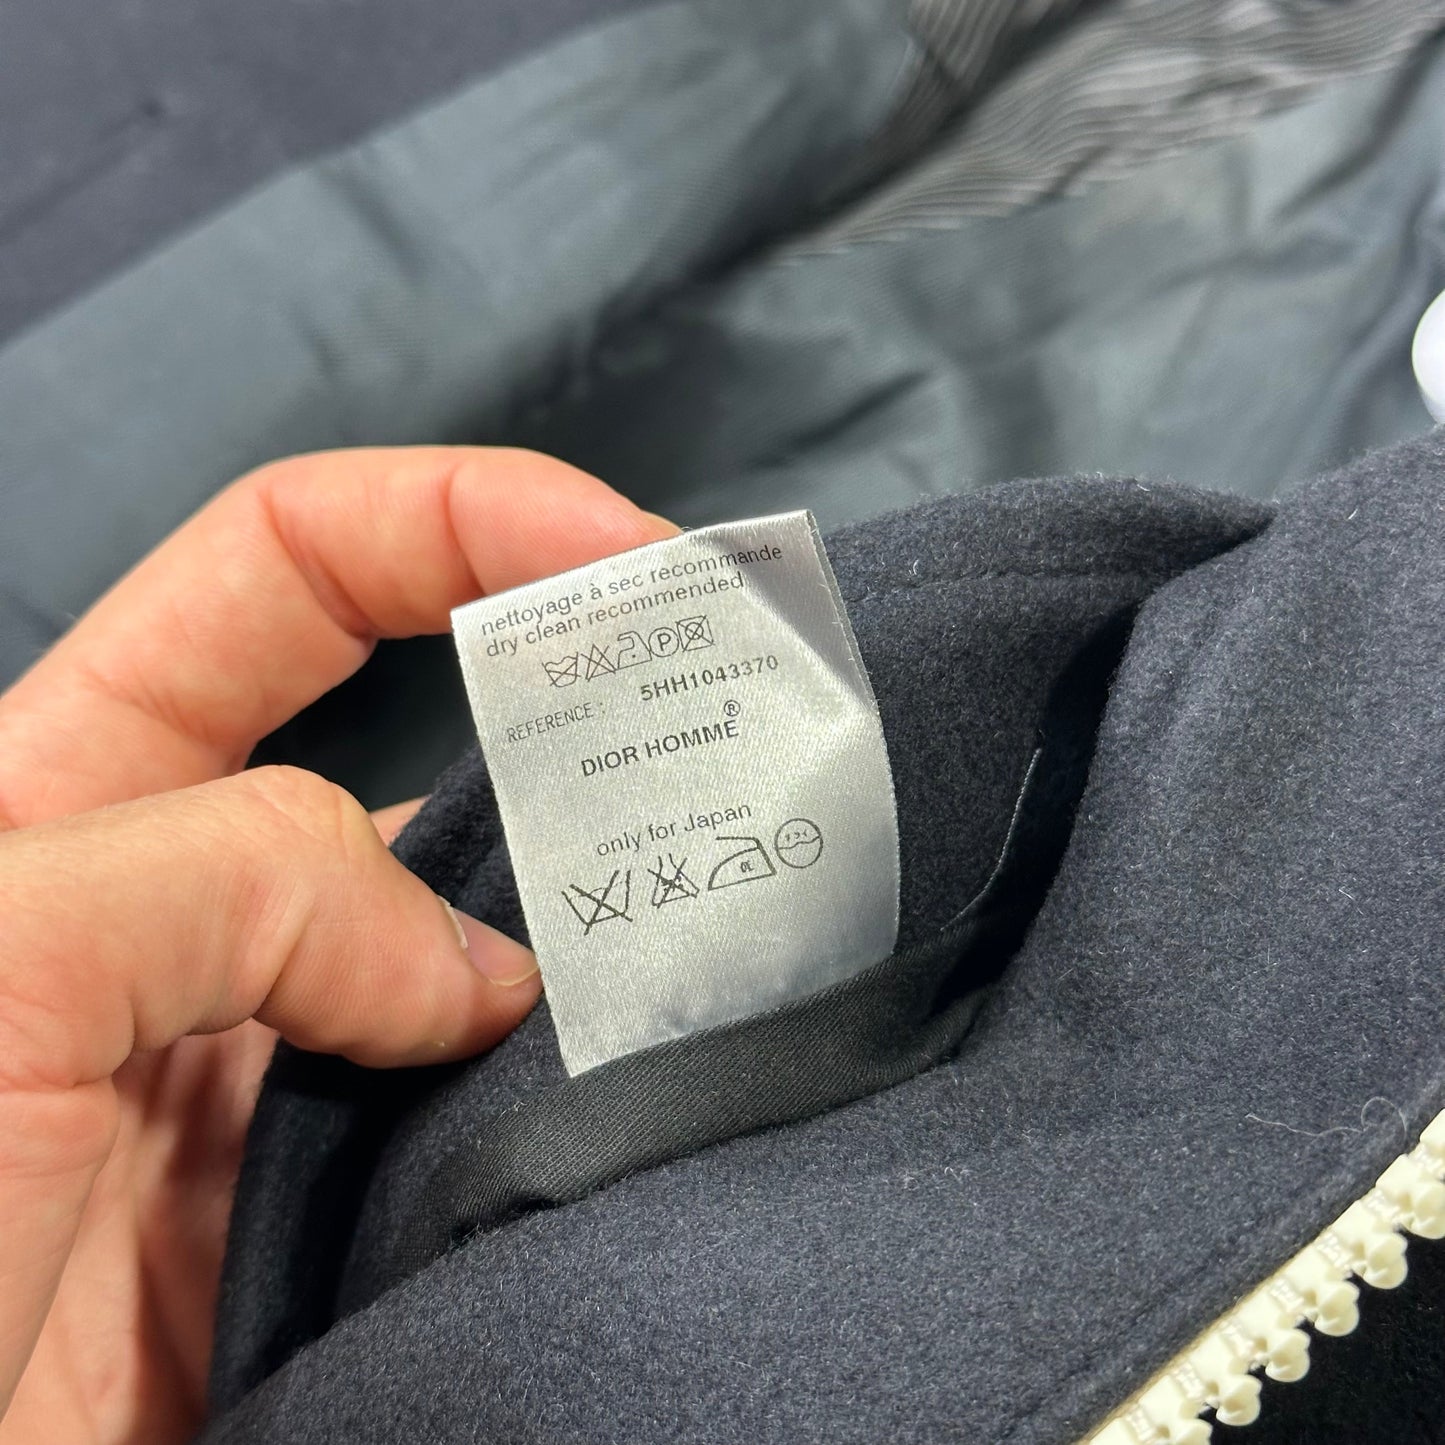 nettoyage à sec recommande
dry clean recommended
P
REFERENCE : 5HH1043370
DIOR HOMME®
only for Japan